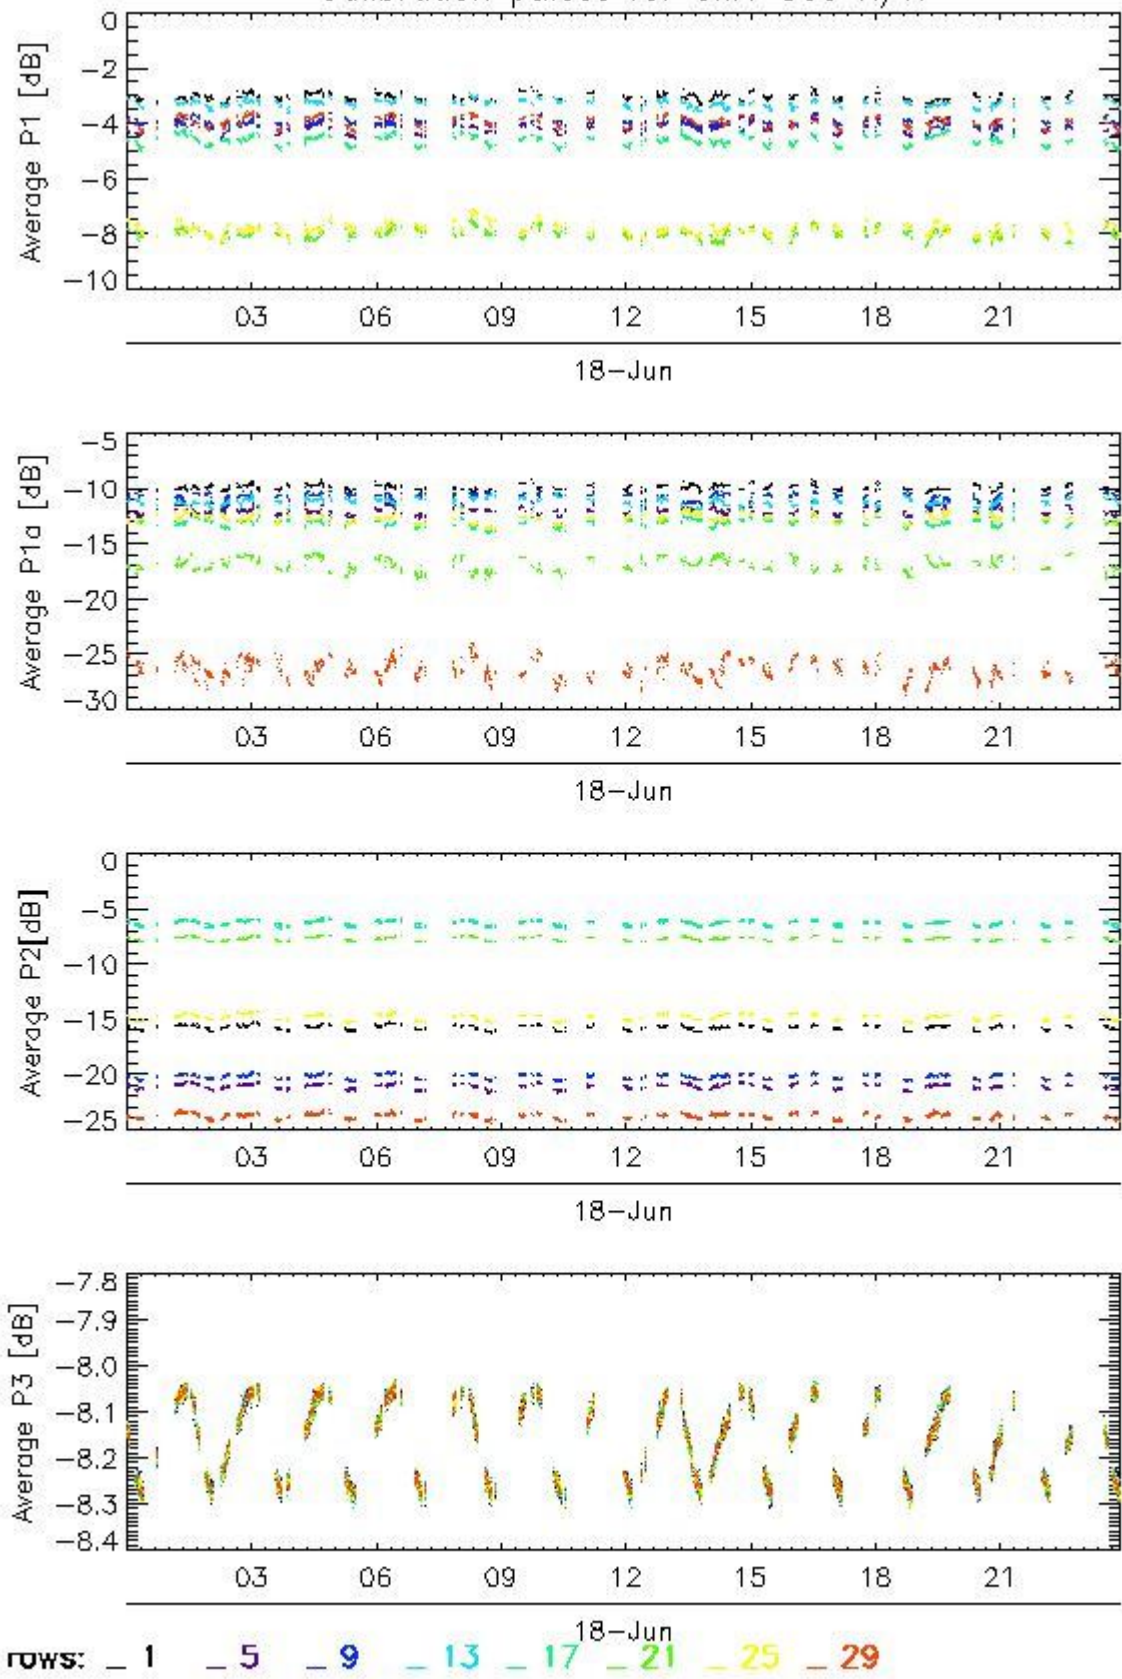 0
−2
−4
−6
−8
−10
Average P1 [dB]
03 06 09 12 15 18 21
18−Jun
−5
−10
−15
−20
−25
−30
Average P1a [dB]
03 06 09 12 15 18 21
18−Jun
0
−5
−10
−15
−20
−25
Average P2[dB]
03 06 09 12 15 18 21
18−Jun
−7.8
−7.9
−8.0
−8.1
−8.2
−8.3
−8.4
Average P3 [dB]
03 06 09 12 15 18 21
18−Jun
rows: _ 1 _ 5 _ 9 _ 13 _ 17 _ 21 _ 25 _ 29